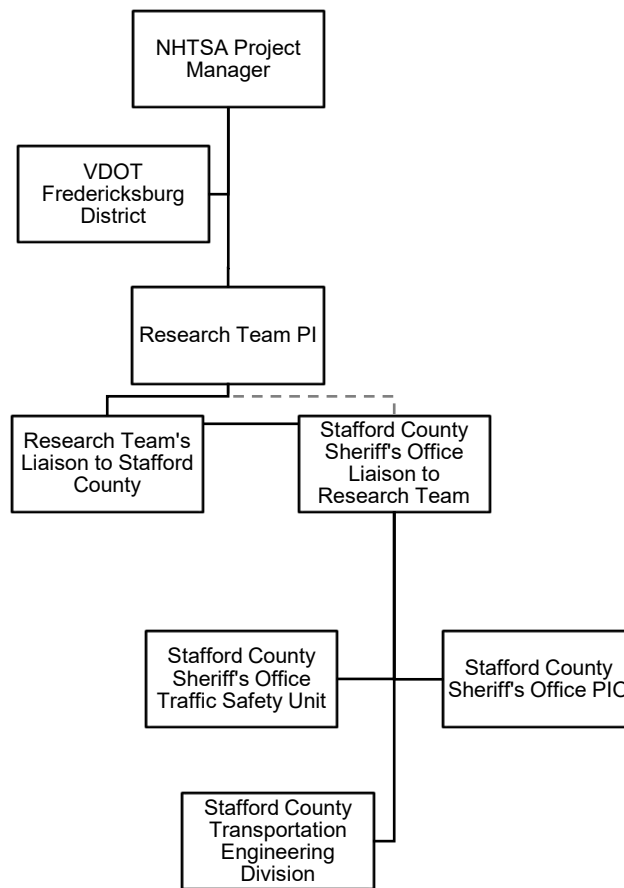 NHTSA Project
Manager
VDOT
Fredericksburg
District
Research Team PI
Research Team's
Liaison to Stafford
County
Stafford County
Sheriff's Office
Liaison to
Research Team
Stafford County
Sheriff's Office
Traffic Safety Unit
Stafford County
Sheriff's Office PIO
Stafford County
Transportation
Engineering
Division